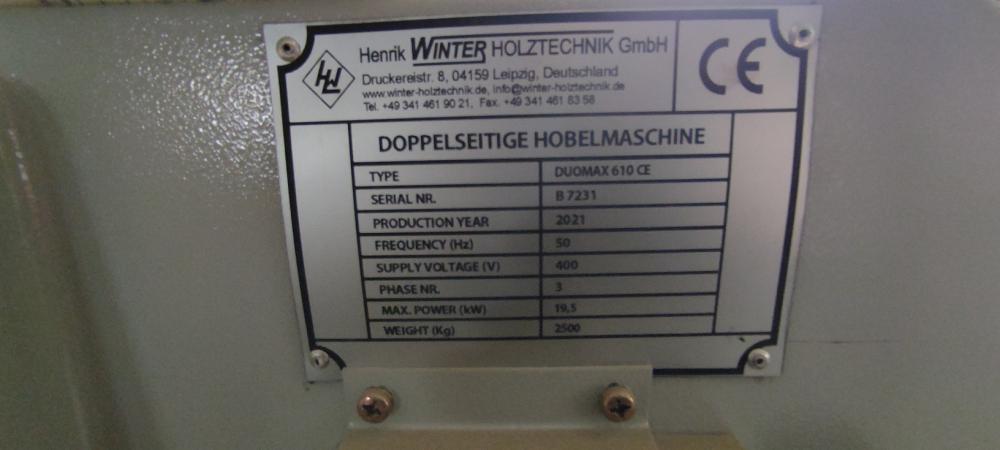 Henrik WINTER HOLZTECHNIK GmbH
Druckereistr. 8, 04159 Leipzig, Deutschland
www.winter-holztechnik.de, info@winter-holztechnik.de
Tel. +49 341 461 90 21, Fax. +49 341 461 83 58
HW
CE
DOPPELSEITIGE HOBELMASCHINE
TYPE DUOMAX 610 CE
SERIAL NR. B 7231
PRODUCTION YEAR 2021
FREQUENCY (Hz) 50
SUPPLY VOLTAGE (V) 400
PHASE NR. 3
MAX. POWER (kW) 19,5
WEIGHT (Kg) 2500